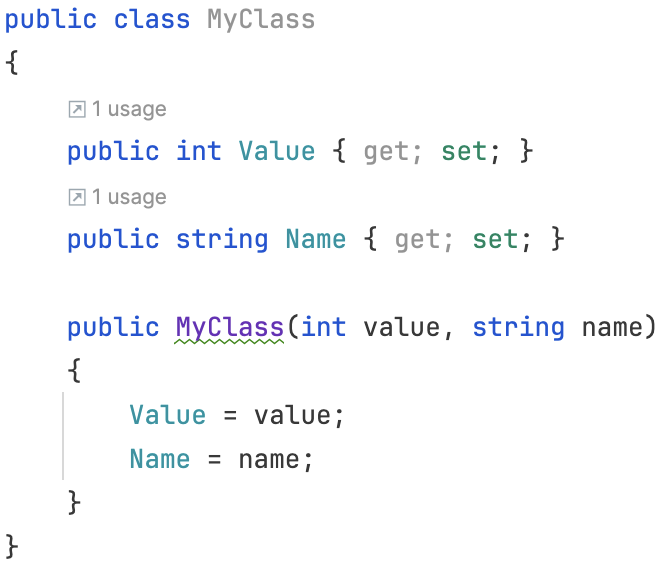 public class MyClass
{
1 usage
public int Value { get; set; }
1 usage
public string Name { get; set; }
public MyClass(int value, string name)
{
Value = value;
Name = name;
}
}